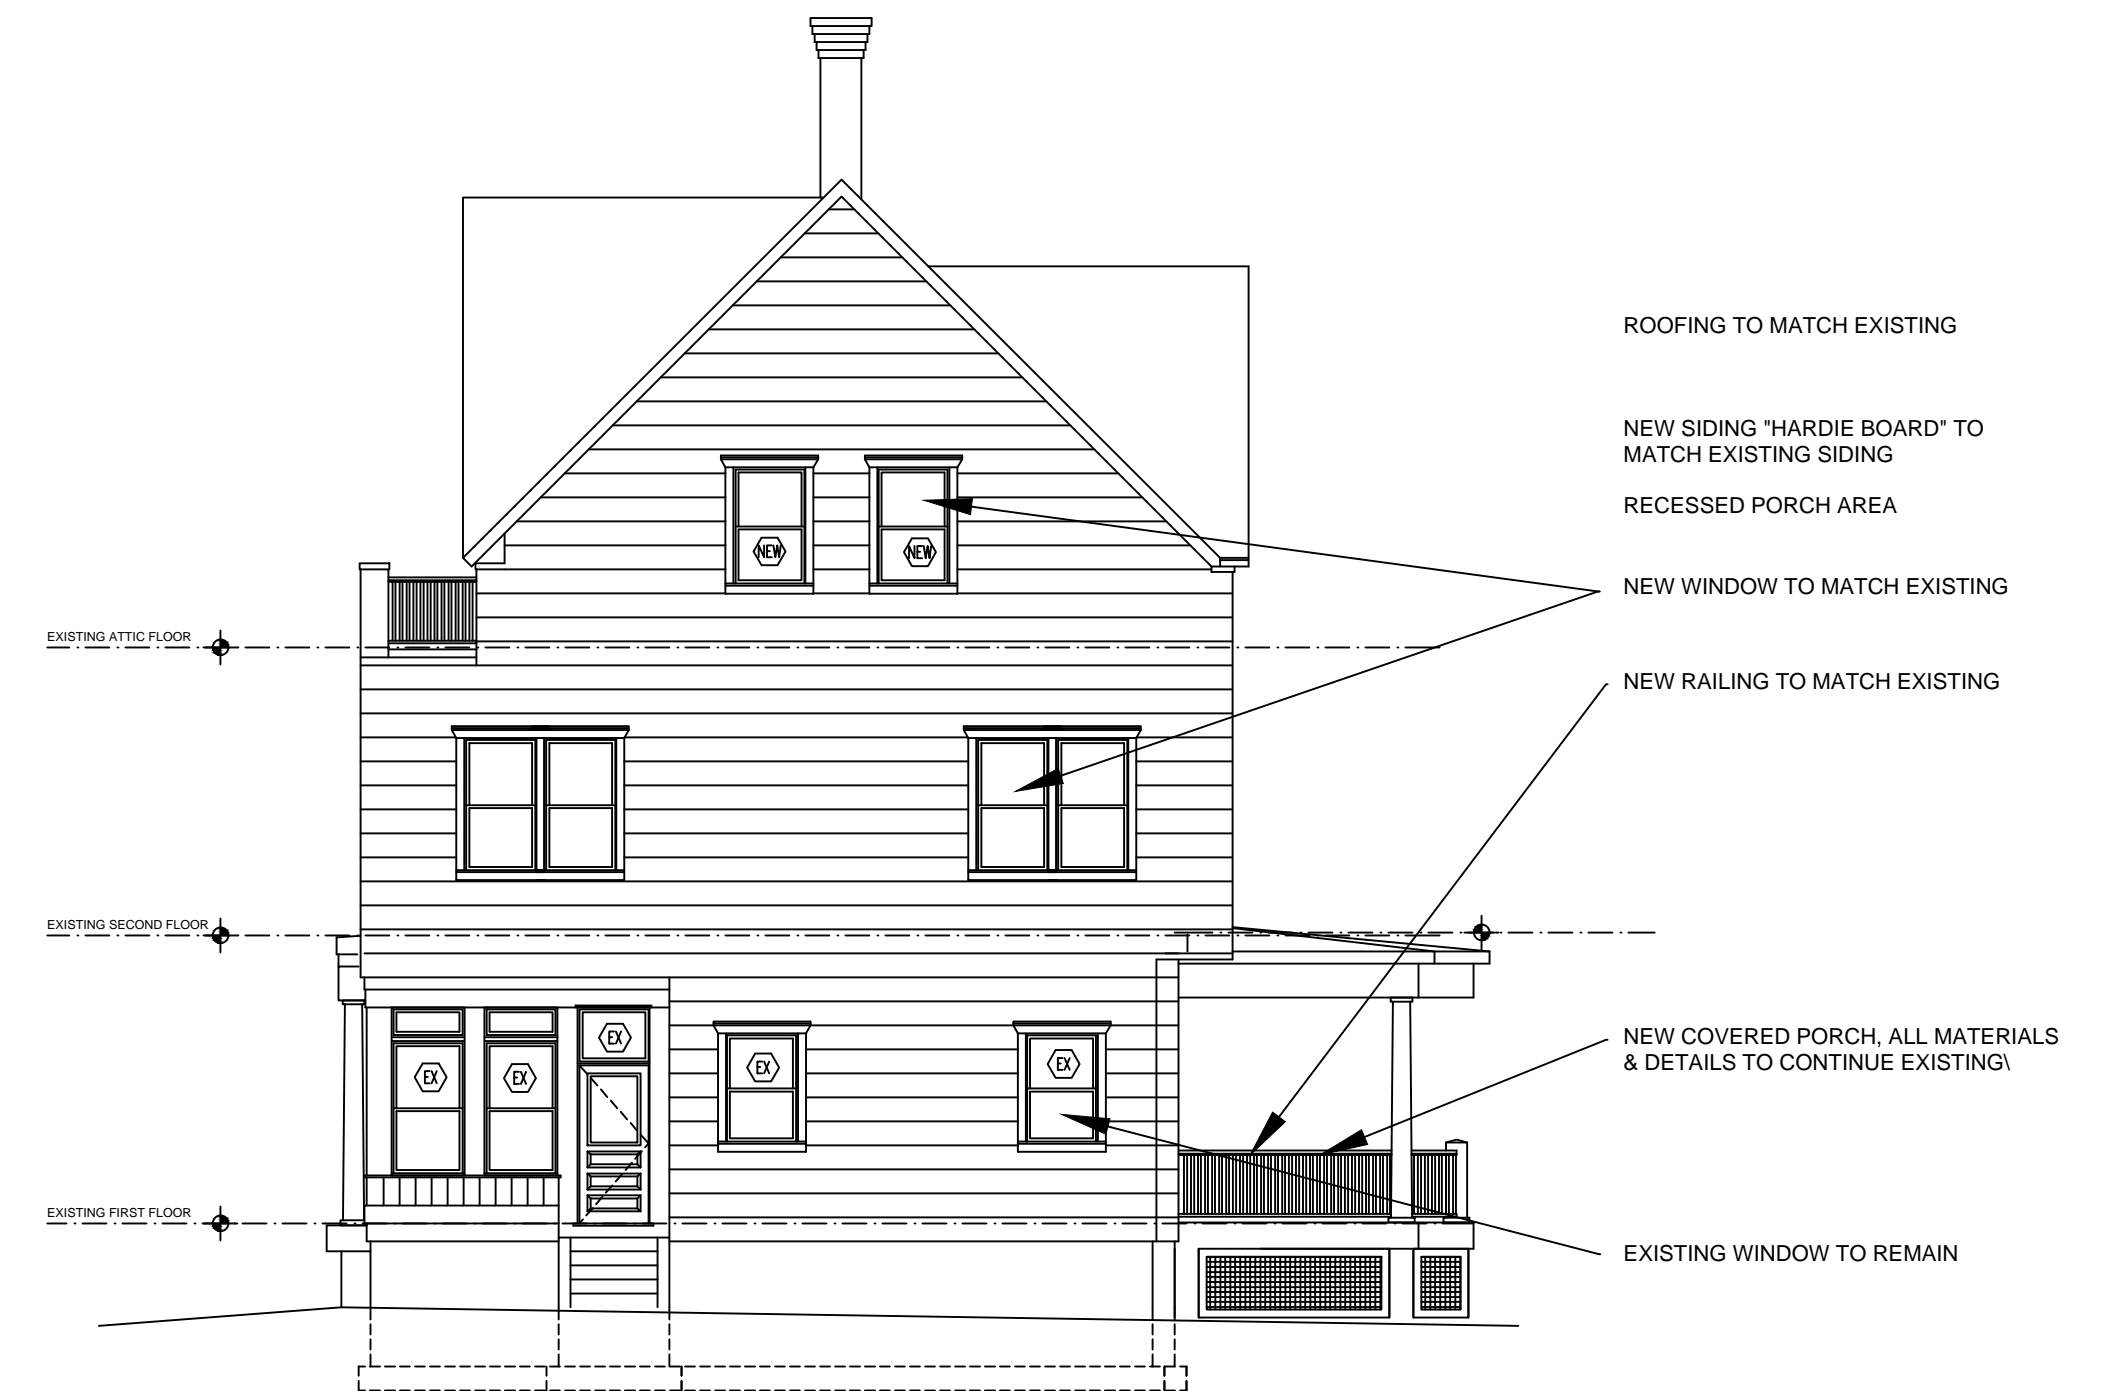 ROOFING TO MATCH EXISTING
NEW SIDING "HARDIE BOARD" TO
MATCH EXISTING SIDING
RECESSED PORCH AREA
NEW NEW
NEW WINDOW TO MATCH EXISTING
EXISTING ATTIC FLOOR
NEW RAILING TO MATCH EXISTING
EXISTING SECOND FLOOR
EX
EX EX EX EX
NEW COVERED PORCH, ALL MATERIALS
& DETAILS TO CONTINUE EXISTING\
EXISTING FIRST FLOOR
EXISTING WINDOW TO REMAIN